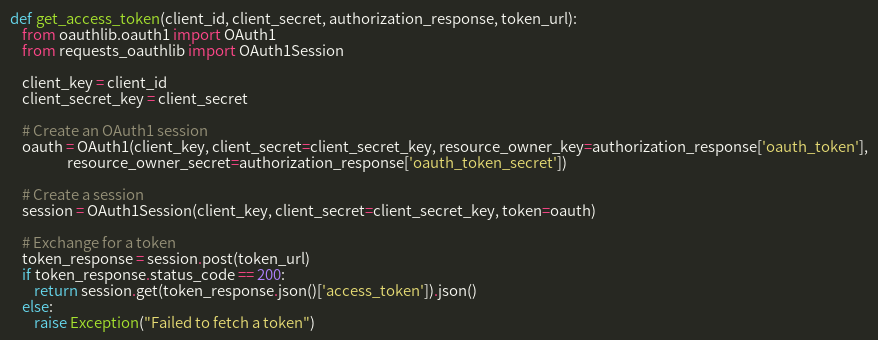 def get_access_token(client_id, client_secret, authorization_response, token_url):
from oauthlib.oauth1 import OAuth1
from requests_oauthlib import OAuth1Session
client_key = client_id
client_secret_key = client_secret
# Create an OAuth1 session
oauth = OAuth1(client_key, client_secret=client_secret_key, resource_owner_key=authorization_response['oauth_token'],
resource_owner_secret=authorization_response['oauth_token_secret'])
# Create a session
session = OAuth1Session(client_key, client_secret=client_secret_key, token=oauth)
# Exchange for a token
token_response = session.post(token_url)
if token_response.status_code == 200:
return session.get(token_response.json()['access_token']).json()
else:
raise Exception("Failed to fetch a token")